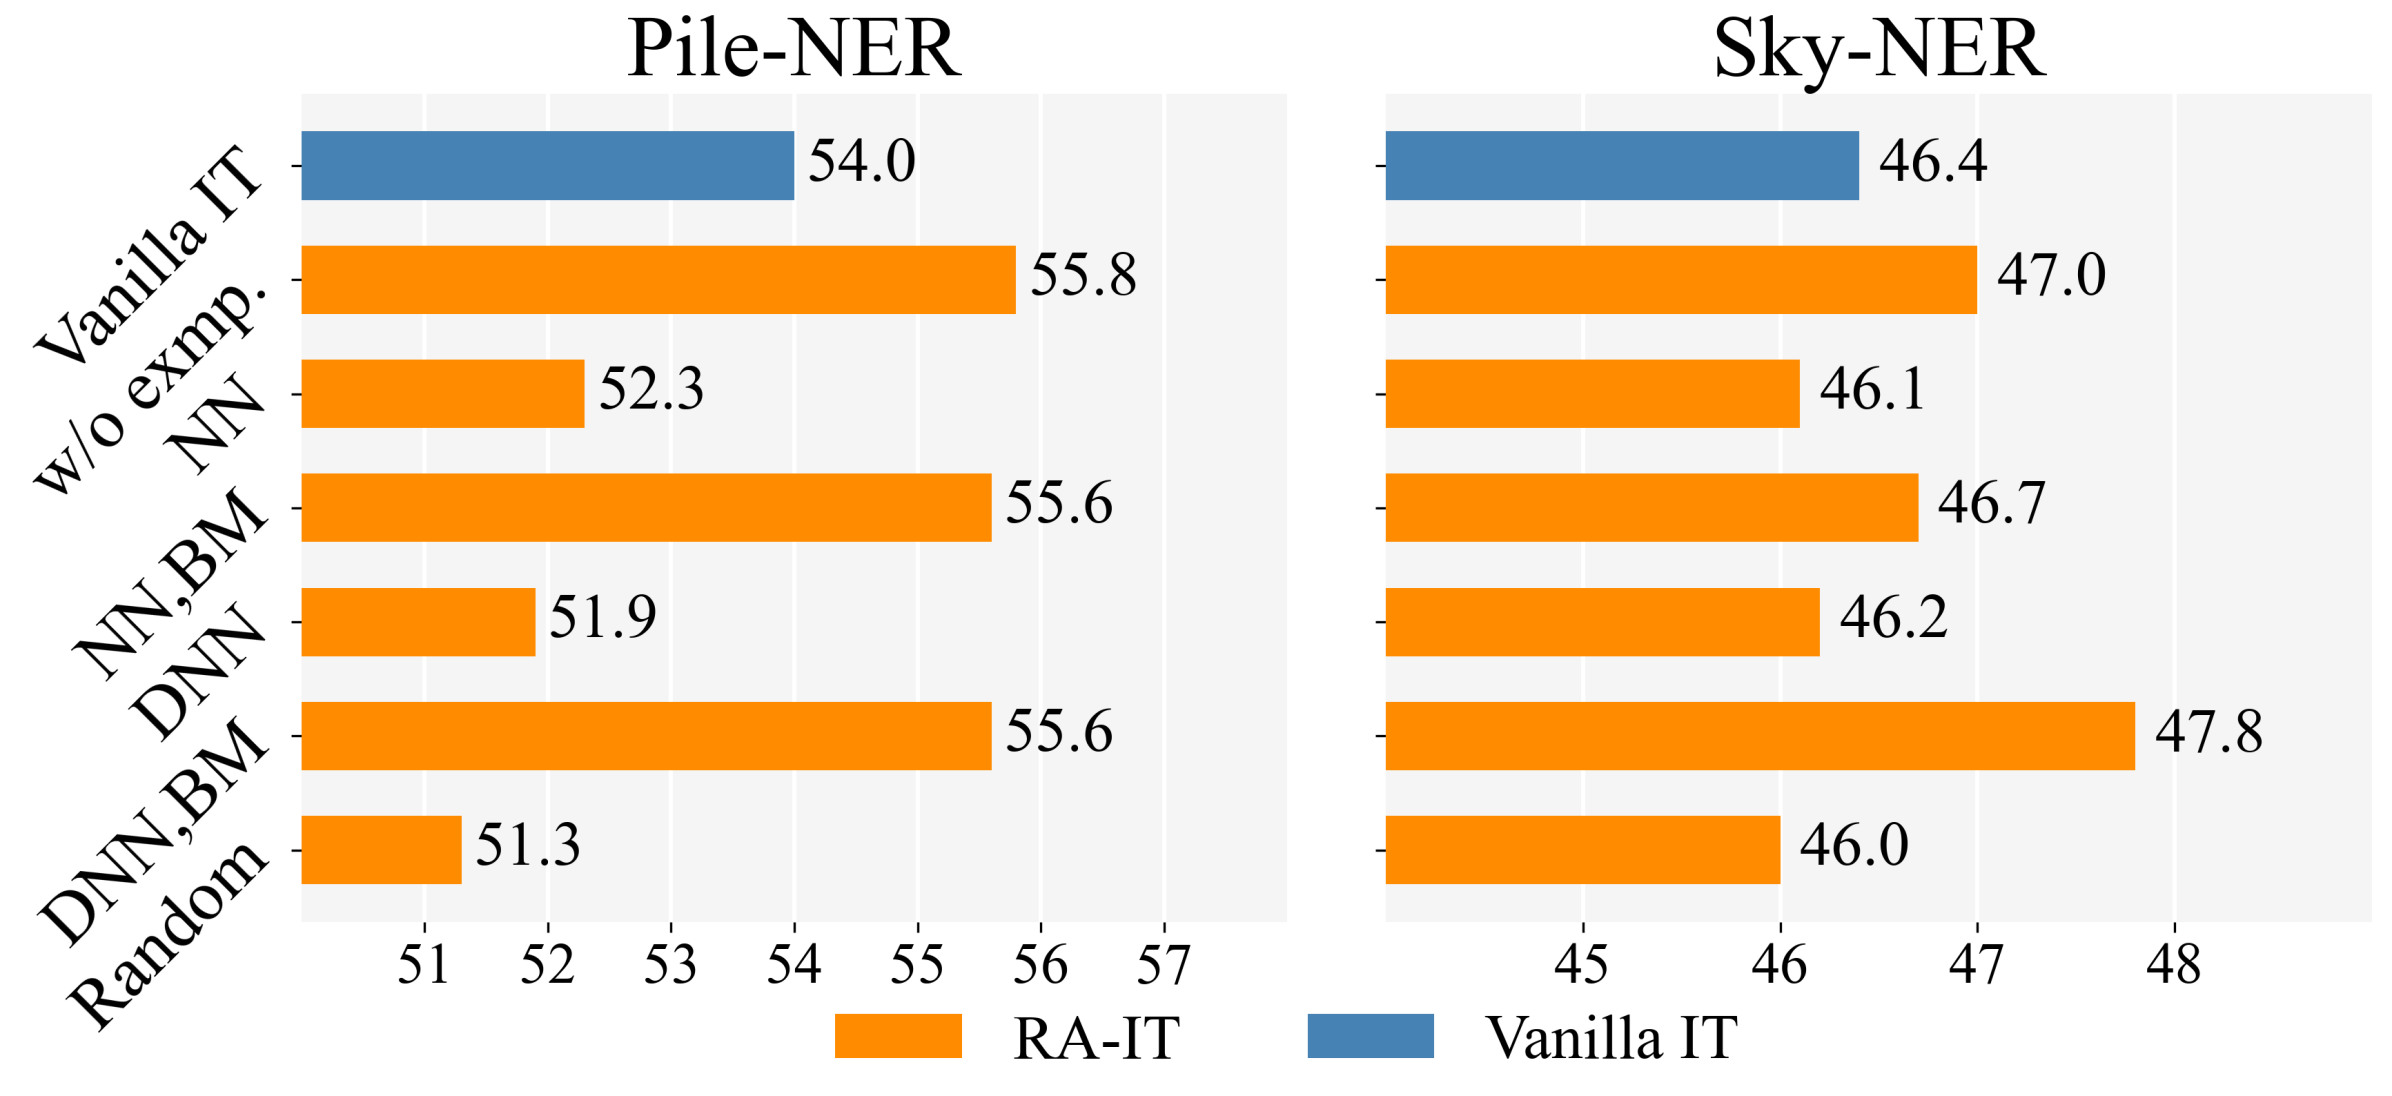 Pile-NER
Sky-NER
Vanilla IT
54.0
46.4
w/o exmp.
55.8
47.0
NN
52.3
46.1
NN,BM
55.6
46.7
DNN
51.9
46.2
DNN,BM
55.6
47.8
Random
51.3
46.0
51 52 53 54 55 56 57
45 46 47 48
RA-IT
Vanilla IT